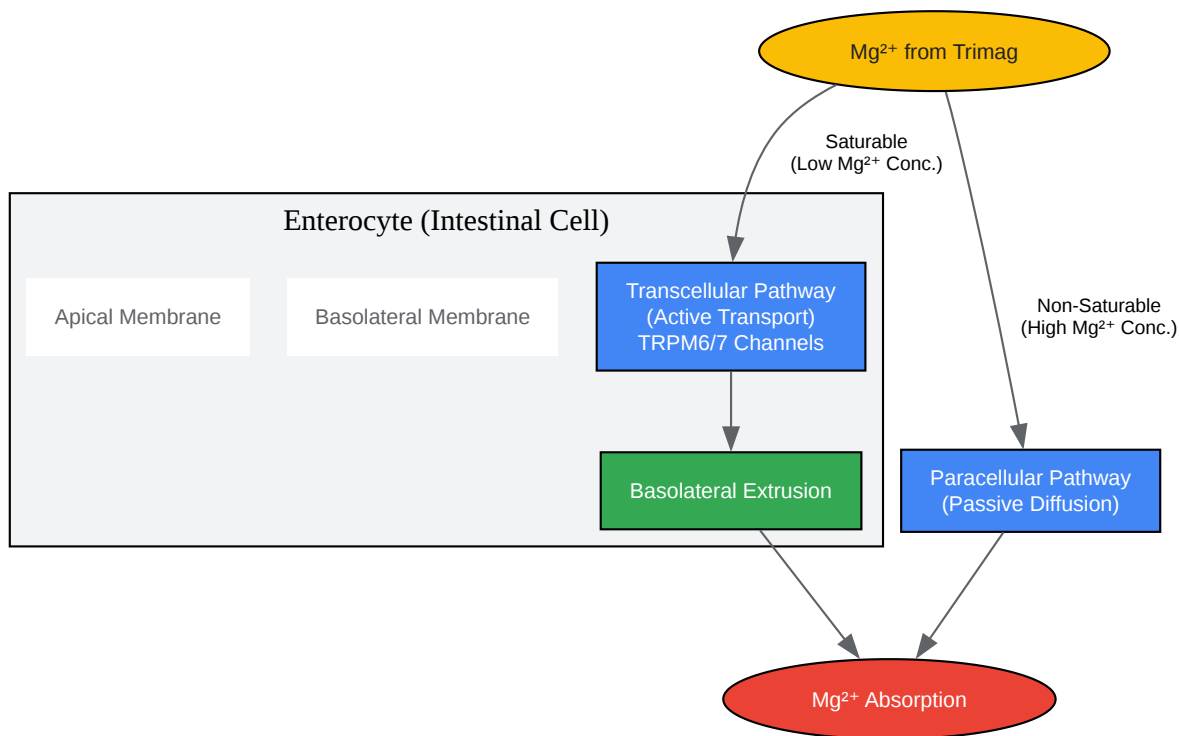 Mg²⁺ from Trimag
Saturable
(Low Mg²⁺ Conc.)
Enterocyte (Intestinal Cell)
Apical Membrane
Basolateral Membrane
Transcellular Pathway
(Active Transport)
TRPM6/7 Channels
Non-Saturable
(High Mg²⁺ Conc.)
Basolateral Extrusion
Paracellular Pathway
(Passive Diffusion)
Mg²⁺ Absorption